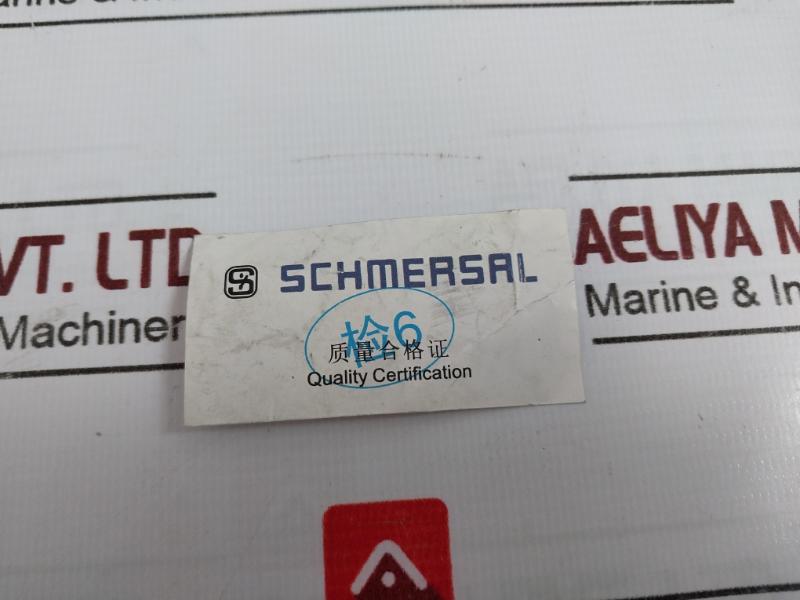 SCHMERSAL
检6
质量合格证
Quality Certification
VT. LTD
Machiner
AELIYA M
Marine & In